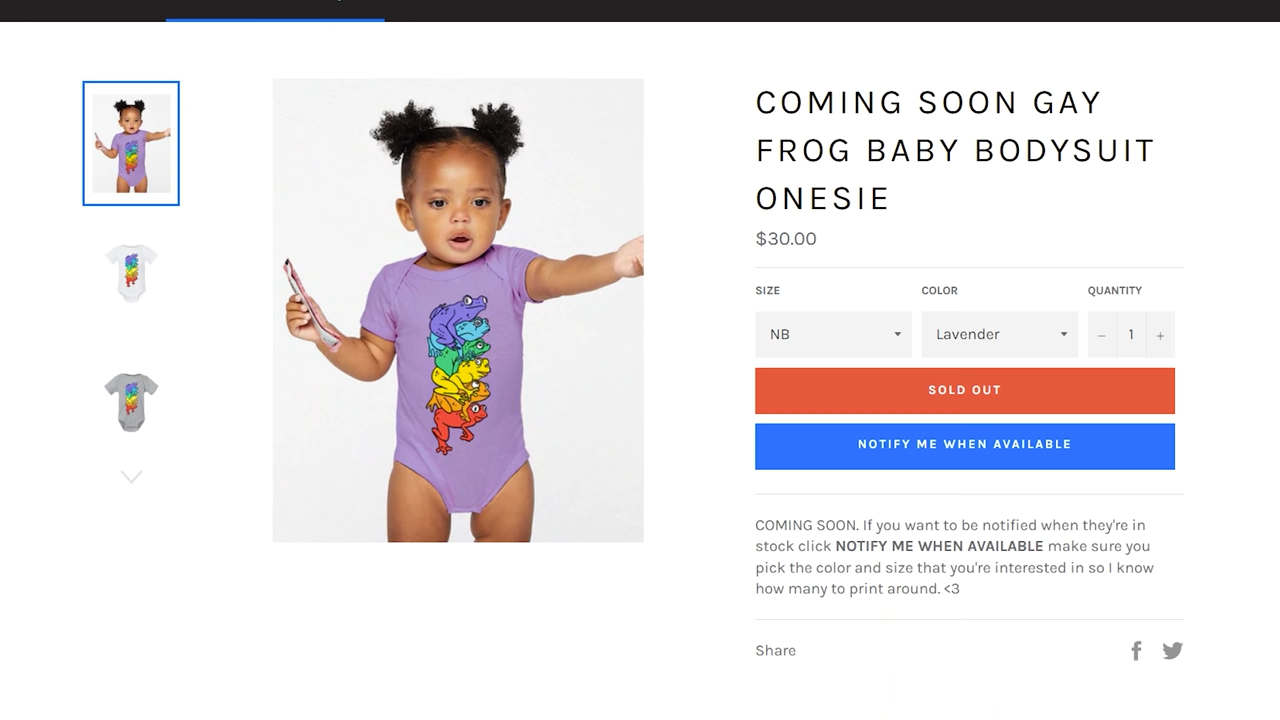 COMING SOON GAY
FROG BABY BODYSUIT
ONESIE
$30.00
SIZE COLOR QUANTITY
NB Lavender − 1 +
SOLD OUT
NOTIFY ME WHEN AVAILABLE
COMING SOON. If you want to be notified when they're in
stock click NOTIFY ME WHEN AVAILABLE make sure you
pick the color and size that you're interested in so I know
how many to print around. <3
Share